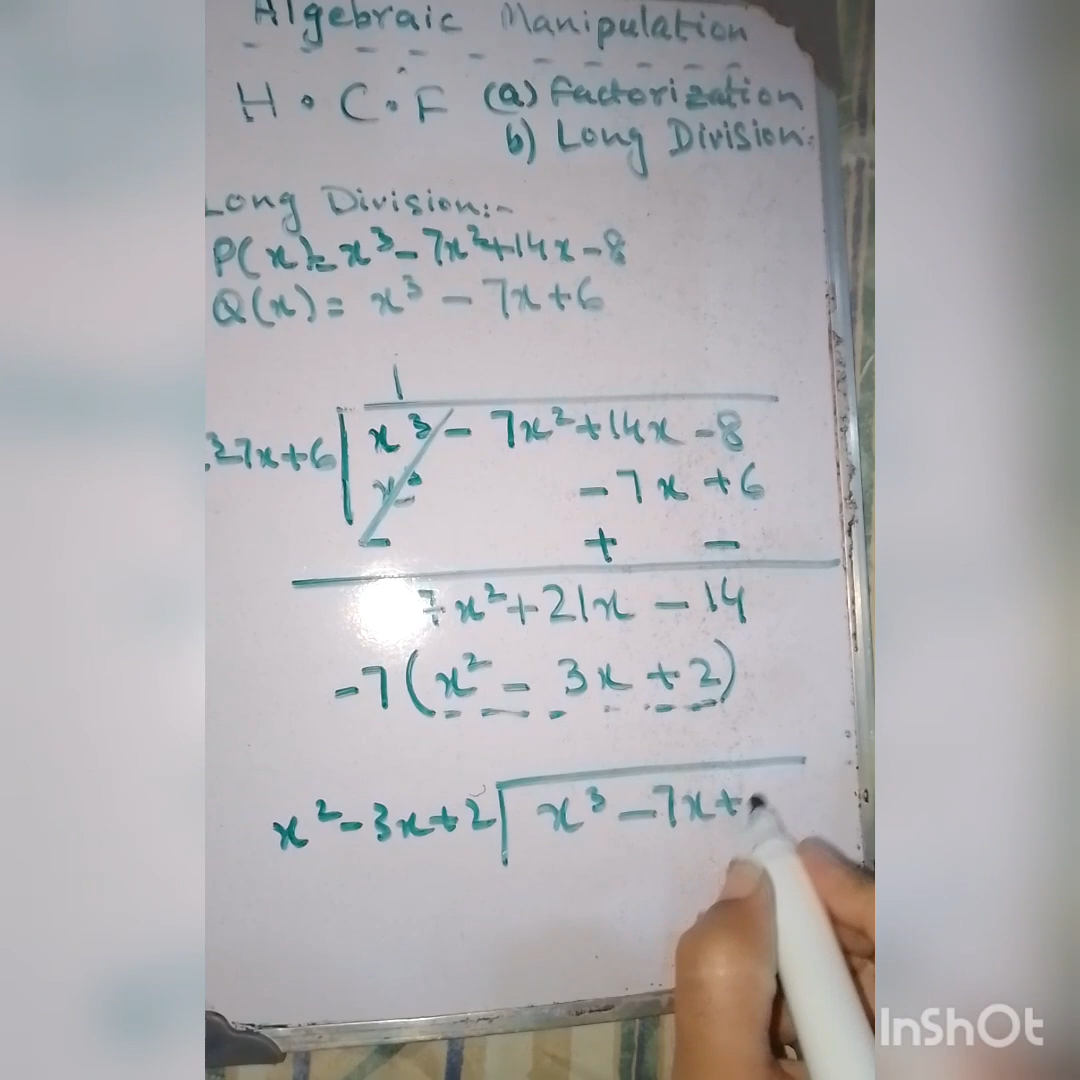 Algebraic Manipulation
H.C.F (a) Factorization
b) Long Division:
Long Division:-
P(x)= x³ - 7x²+14x-8
Q(x) = x³ - 7x+6
1
³-7x+6 x³ - 7x²+14x -8
x³ -7x +6
- + -
7x²+21x - 14
-7(x² - 3x + 2)
x²-3x+2 x³ -7x+
InShOt